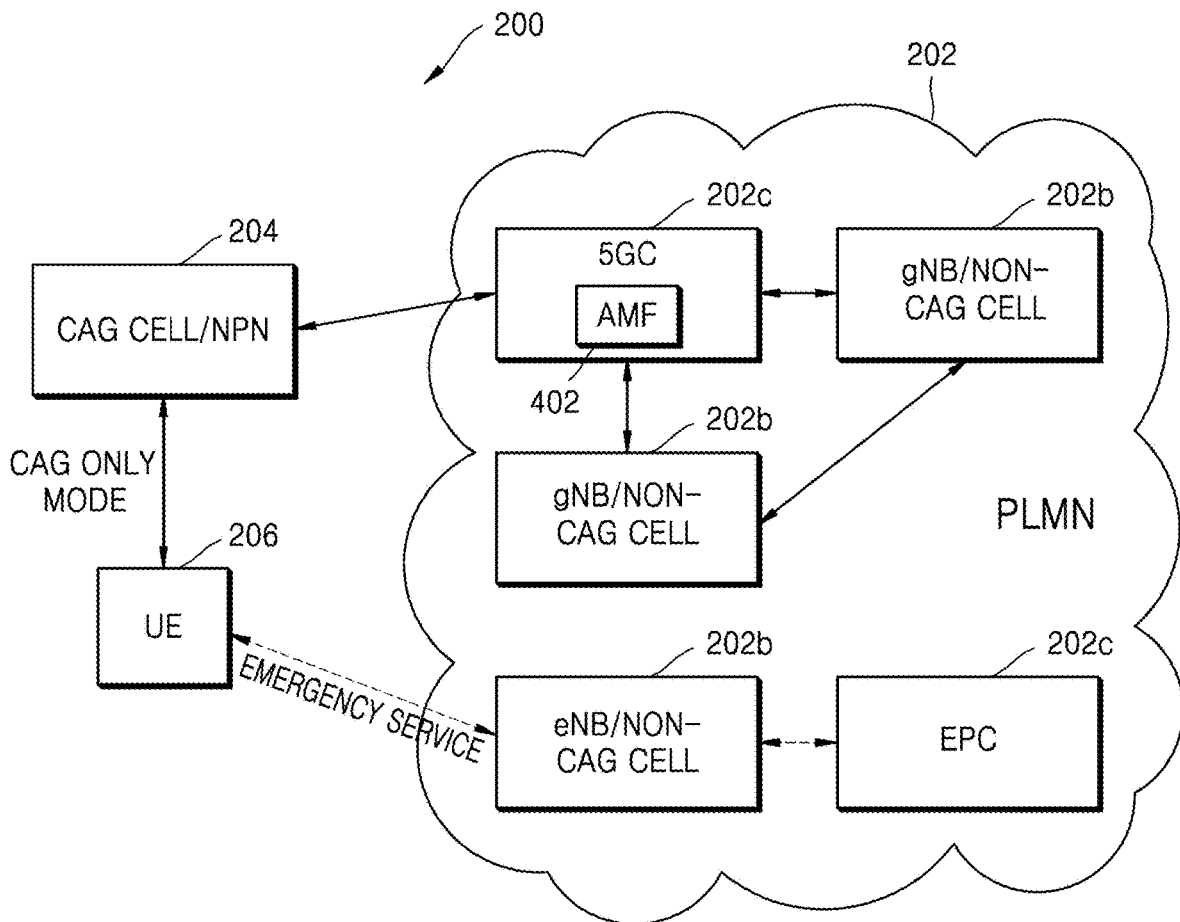 200
202
202c
202b
204
5GC
gNB/NON-
CAG CELL
CAG CELL/NPN
AMF
402
202b
CAG ONLY
MODE
gNB/NON-
CAG CELL
PLMN
206
UE
202b
202c
EMERGENCY SERVICE
eNB/NON-
CAG CELL
EPC